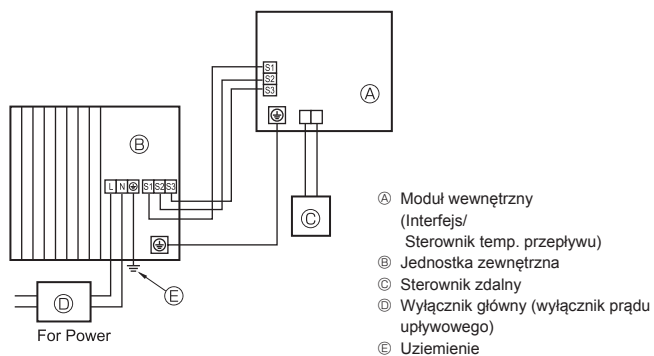 S1
S2
S3
Ⓐ
Ⓑ
L N S1 S2 S3
Ⓒ
Ⓓ
Ⓔ
For Power
Ⓐ Moduł wewnętrzny
(Interfejs/
Sterownik temp. przepływu)
Ⓑ Jednostka zewnętrzna
Ⓒ Sterownik zdalny
Ⓓ Wyłącznik główny (wyłącznik prądu
upływowego)
Ⓔ Uziemienie